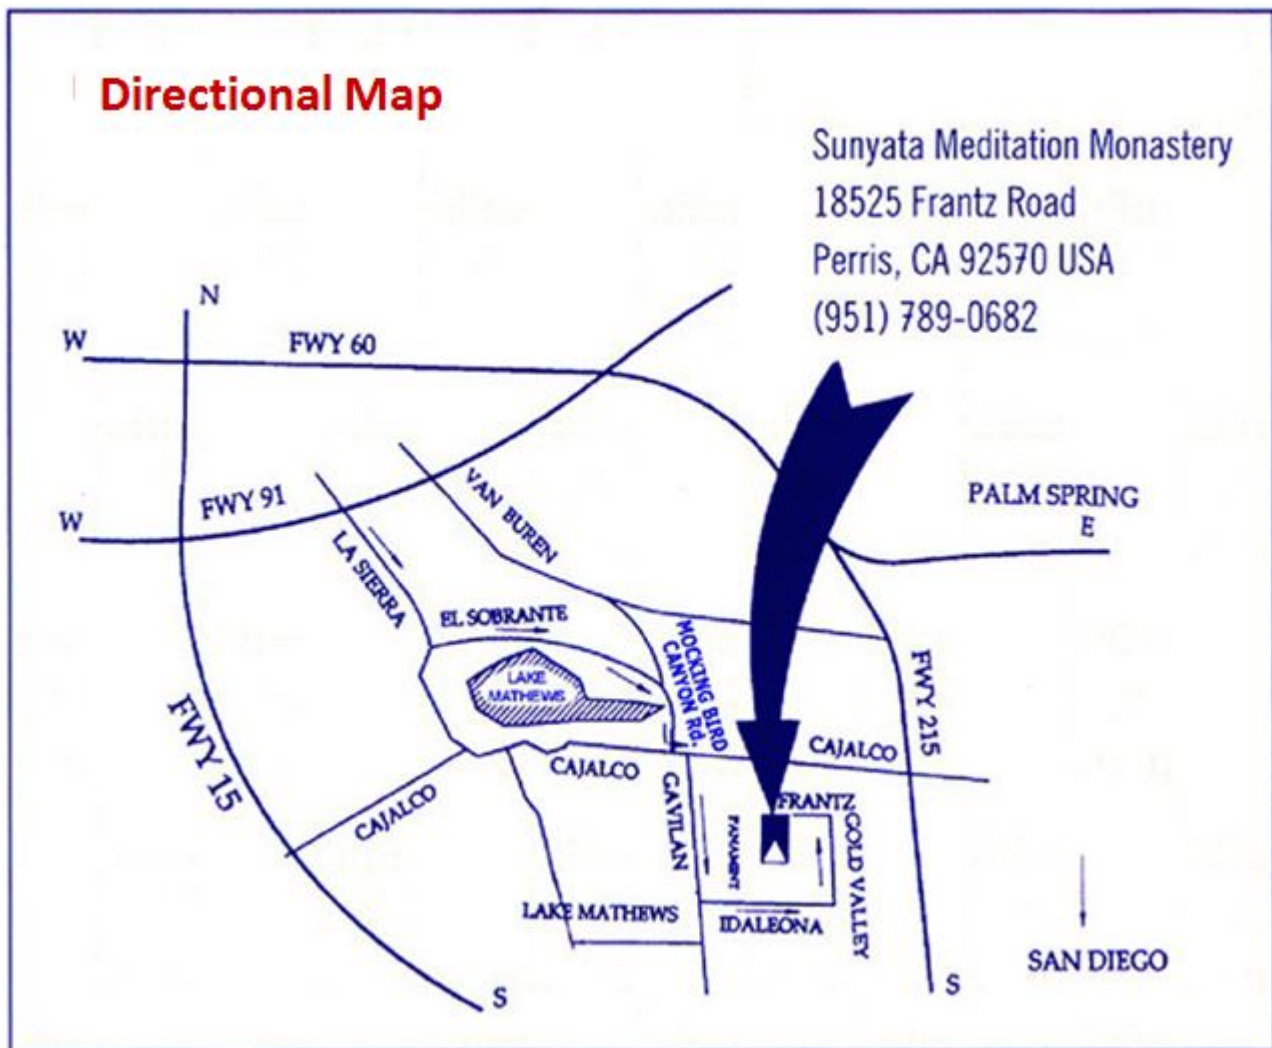 Directional Map
Sunyata Meditation Monastery
18525 Frantz Road
Perris, CA 92570 USA
(951) 789-0682
N
W
FWY 60
W
FWY 91
VAN BUREN
PALM SPRING
E
LA SIERRA
EL SOBRANTE
MOCKING BIRD
CANYON Rd.
LAKE
MATHEWS
FWY 215
FWY 15
CAJALCO
CAJALCO
CAJALCO
GAVILAN
FRANTZ
PANAMENT
GOLD VALLEY
LAKE MATHEWS
IDALEONA
SAN DIEGO
S
S